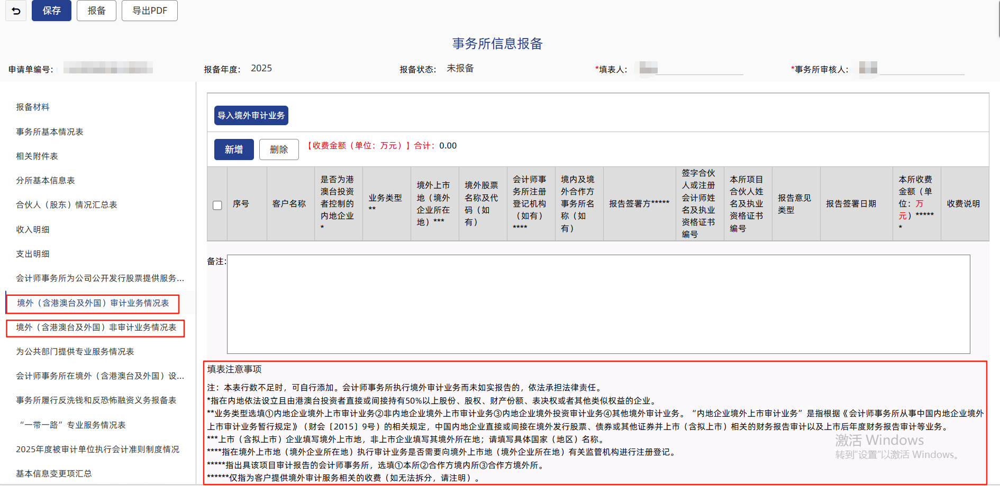 保存 报备 导出PDF
事务所信息报备
申请单编号： 报备年度： 2025 报备状态： 未报备 *填表人： *事务所审核人：
报备材料
事务所基本情况表
相关附件表
分所基本信息表
合伙人（股东）情况汇总表
收入明细
支出明细
会计师事务所为公司公开发行股票提供服务...
境外（含港澳台及外国）审计业务情况表
境外（含港澳台及外国）非审计业务情况表
为公共部门提供专业服务情况表
会计师事务所在境外（含港澳台及外国）设...
事务所履行反洗钱和反恐怖融资义务报备表
“一带一路”专业服务情况表
2025年度被审计单位执行会计准则制度情况
基本信息变更项汇总
导入境外审计业务
新增 删除 【收费金额（单位：万元）】合计：0.00
序号
客户名称
是否为港
澳台投资
者控制的
内地企业
*
业务类型
**
境外上市
地（境外
企业所在
地）***
境外股票
名称及代
码（如
有）
会计师事
务所注册
登记机构
（如有）
****
境内及境
外合作方
事务所名
称（如
有）
报告签署方*****
签字合伙
人或注册
会计师姓
名及执业
资格证书
编号
本所项目
合伙人姓
名及执业
资格证书
编号
报告意见
类型
报告签署日期
本所收费
金额（单
位：万
元）*****
*
收费说明
备注：
填表注意事项
注：本表行数不足时，可自行添加。会计师事务所执行境外审计业务而未如实报告的，依法承担法律责任。
*指在内地依法设立且由港澳台投资者直接或间接持有50%以上股份、股权、财产份额、表决权或者其他类似权益的企业。
**业务类型选填①内地企业境外上市审计业务②非内地企业境外上市审计业务③内地企业境外投资审计业务④其他境外审计业务。“内地企业境外上市审计业务”是指根据《会计师事务所从事中国内地企业境外
上市审计业务暂行规定》（财会〔2015〕9号）的相关规定，中国内地企业直接或间接在境外发行股票、债券或其他证券并上市（含拟上市）相关的财务报告审计以及上市后年度财务报告审计等业务。
***上市（含拟上市）企业填写境外上市地，非上市企业填写其境外所在地；请填写具体国家（地区）名称。
****指在境外上市地（境外企业所在地）执行审计业务是否需要向境外上市地（境外企业所在地）有关监管机构进行注册登记。
*****指出具该项目审计报告的会计师事务所，选填①本所②合作方境内所③合作方境外所。
******仅指为客户提供境外审计服务相关的收费（如无法拆分，请注明）。
激活 Windows
转到“设置”以激活 Windows。